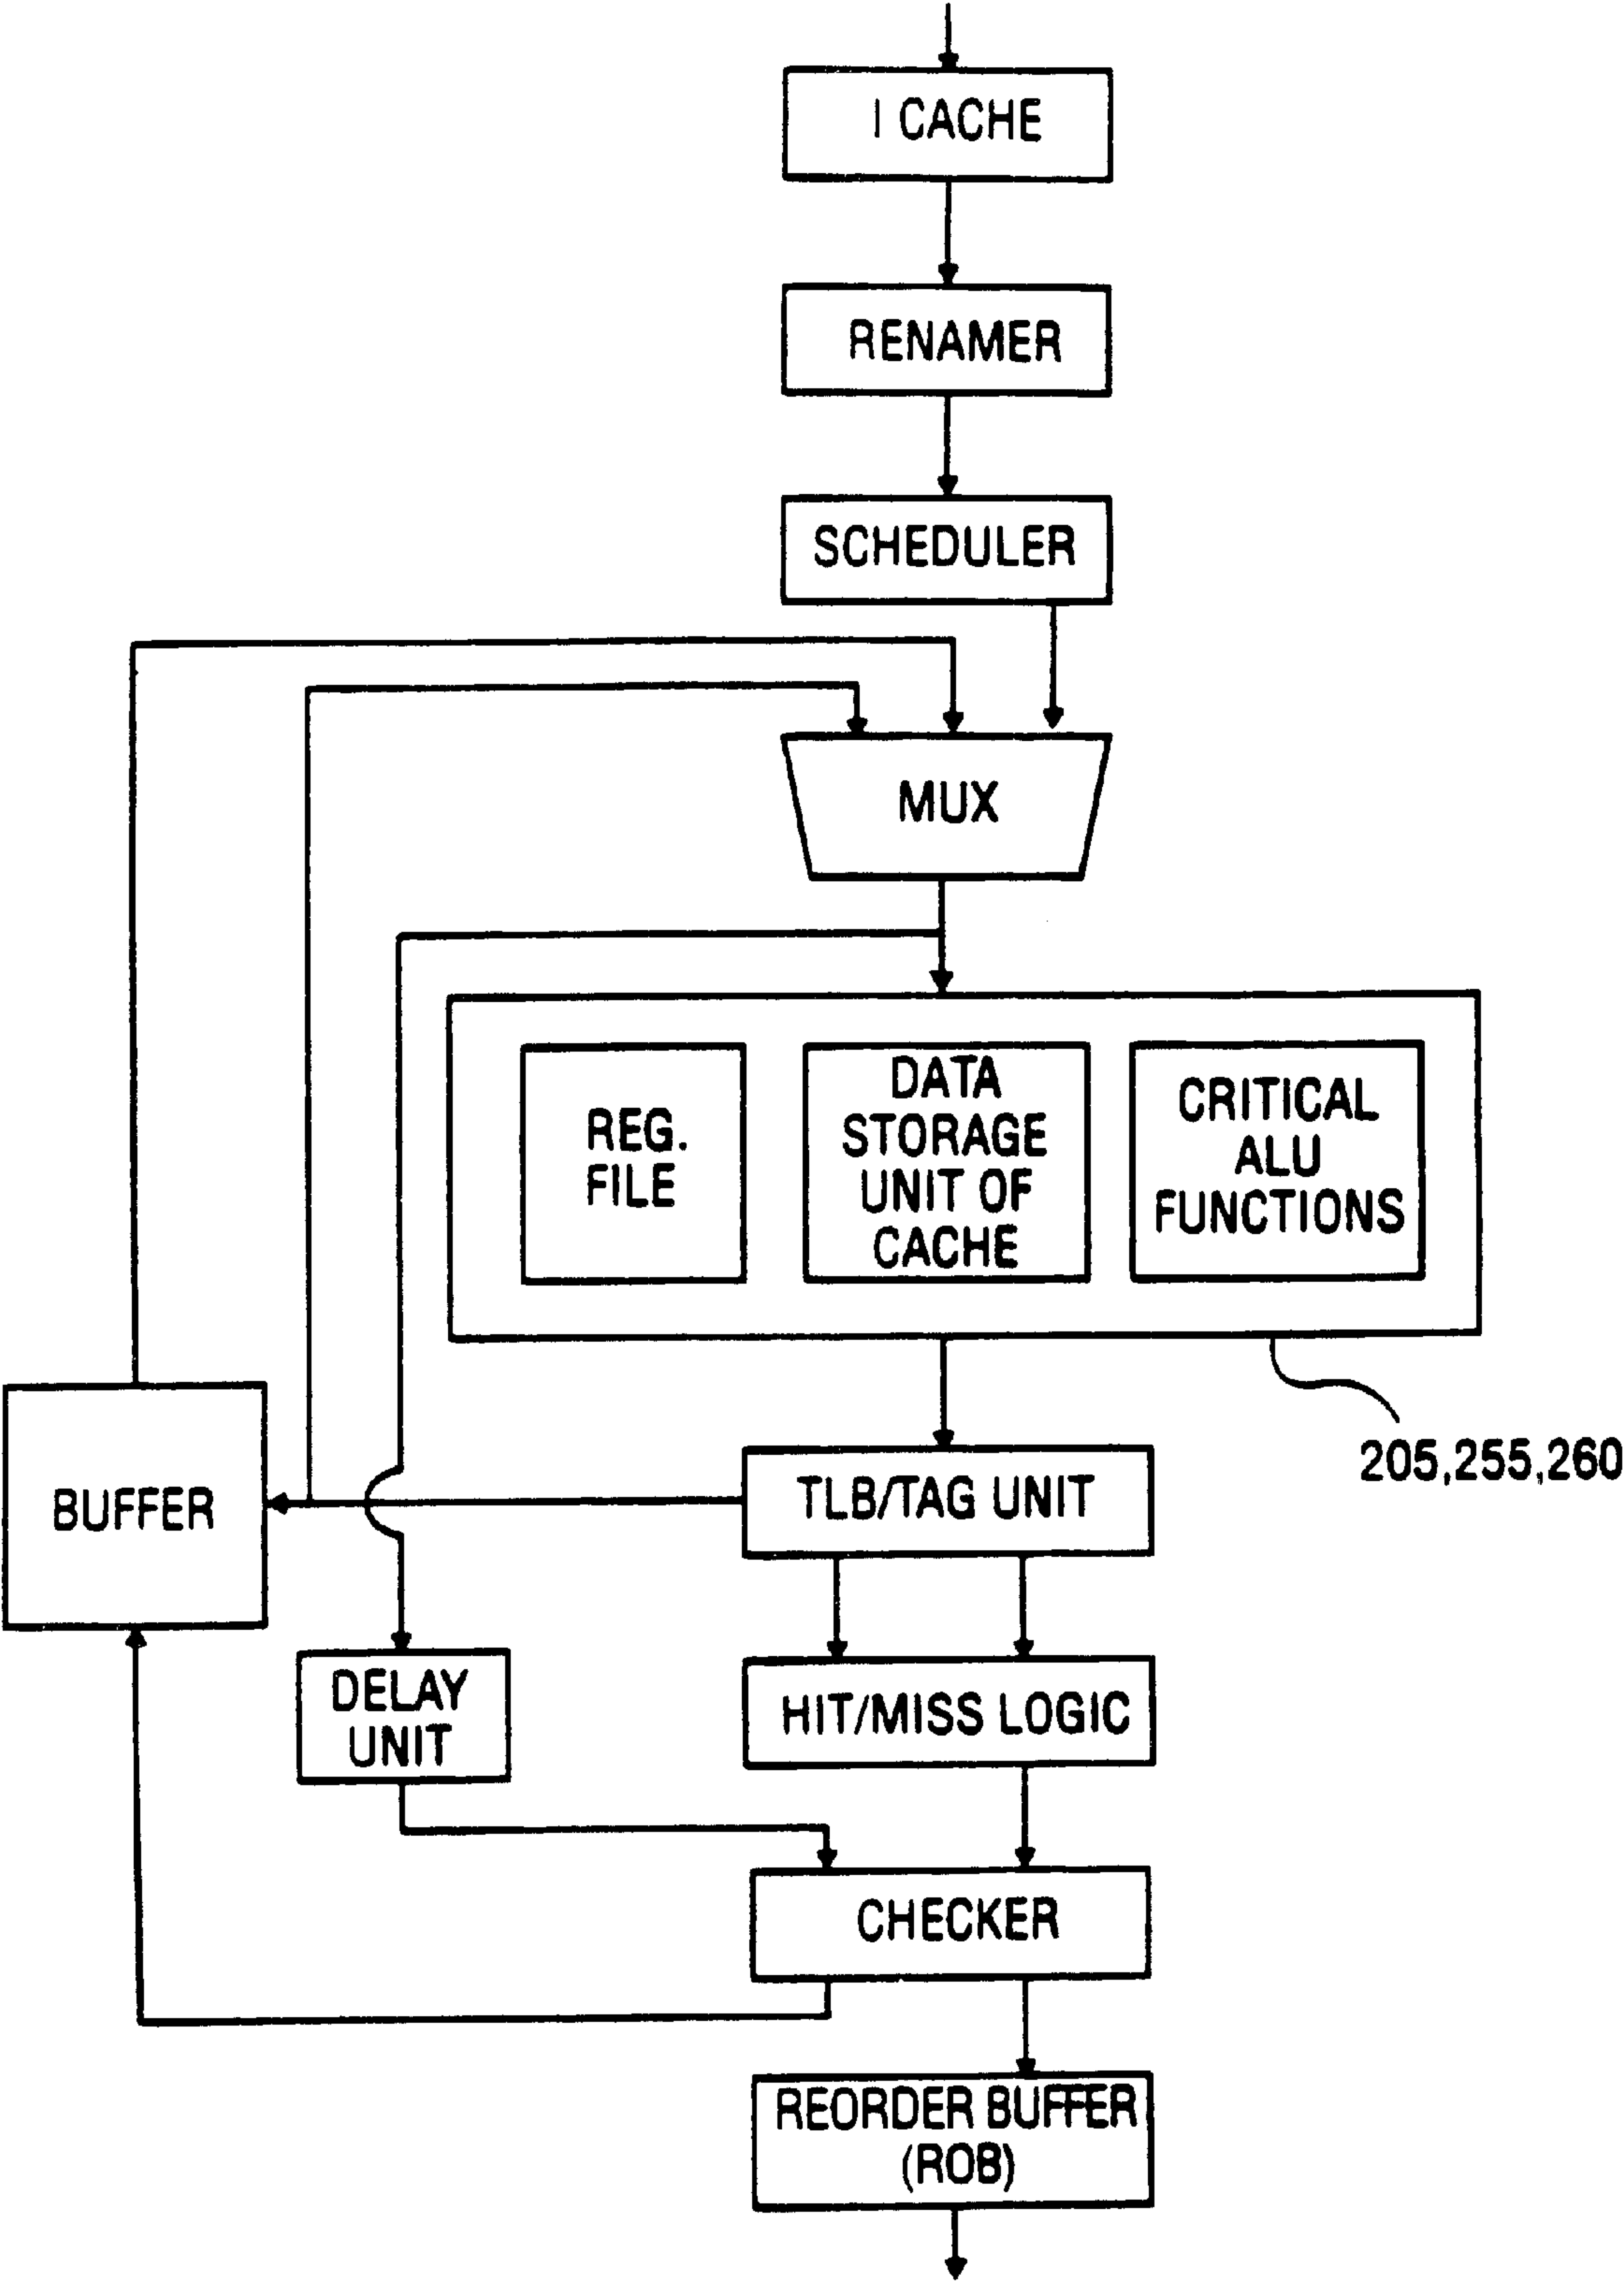 I CACHE
RENAMER
SCHEDULER
MUX
REG.
FILE
DATA
STORAGE
UNIT OF
CACHE
CRITICAL
ALU
FUNCTIONS
205,255,260
BUFFER
TLB/TAG UNIT
DELAY
UNIT
HIT/MISS LOGIC
CHECKER
REORDER BUFFER
(ROB)